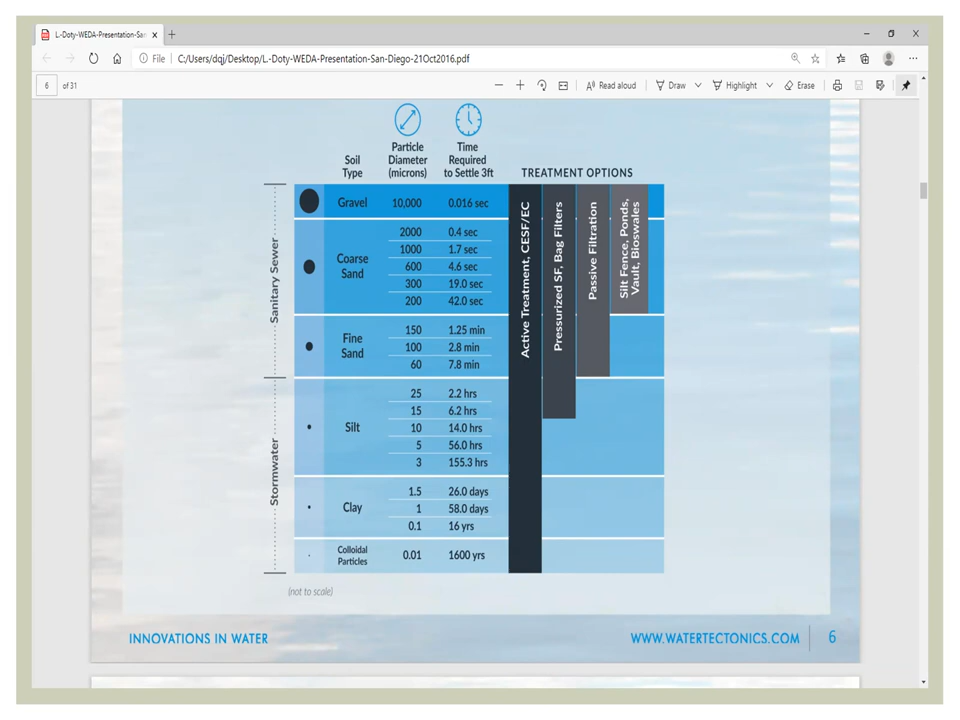 L-Doty-WEDA-Presentation-San
File
C:/Users/dqj/Desktop/L-Doty-WEDA-Presentation-San-Diego-21Oct2016.pdf
6 of 31
Read aloud
Draw
Highlight
Erase
Soil
Type
Particle
Diameter
(microns)
Time
Required
to Settle 3ft
TREATMENT OPTIONS
Sanitary Sewer
Gravel 10,000 0.016 sec
Coarse
Sand
2000 0.4 sec
1000 1.7 sec
600 4.6 sec
300 19.0 sec
200 42.0 sec
Fine
Sand
150 1.25 min
100 2.8 min
60 7.8 min
Stormwater
Silt
25 2.2 hrs
15 6.2 hrs
10 14.0 hrs
5 56.0 hrs
3 155.3 hrs
Clay
1.5 26.0 days
1 58.0 days
0.1 16 yrs
Colloidal
Particles
0.01 1600 yrs
Active Treatment, CESF/EC
Pressurized SF, Bag Filters
Passive Filtration
Silt Fence, Ponds,
Vault, Bioswales
(not to scale)
INNOVATIONS IN WATER
WWW.WATERTECTONICS.COM 6